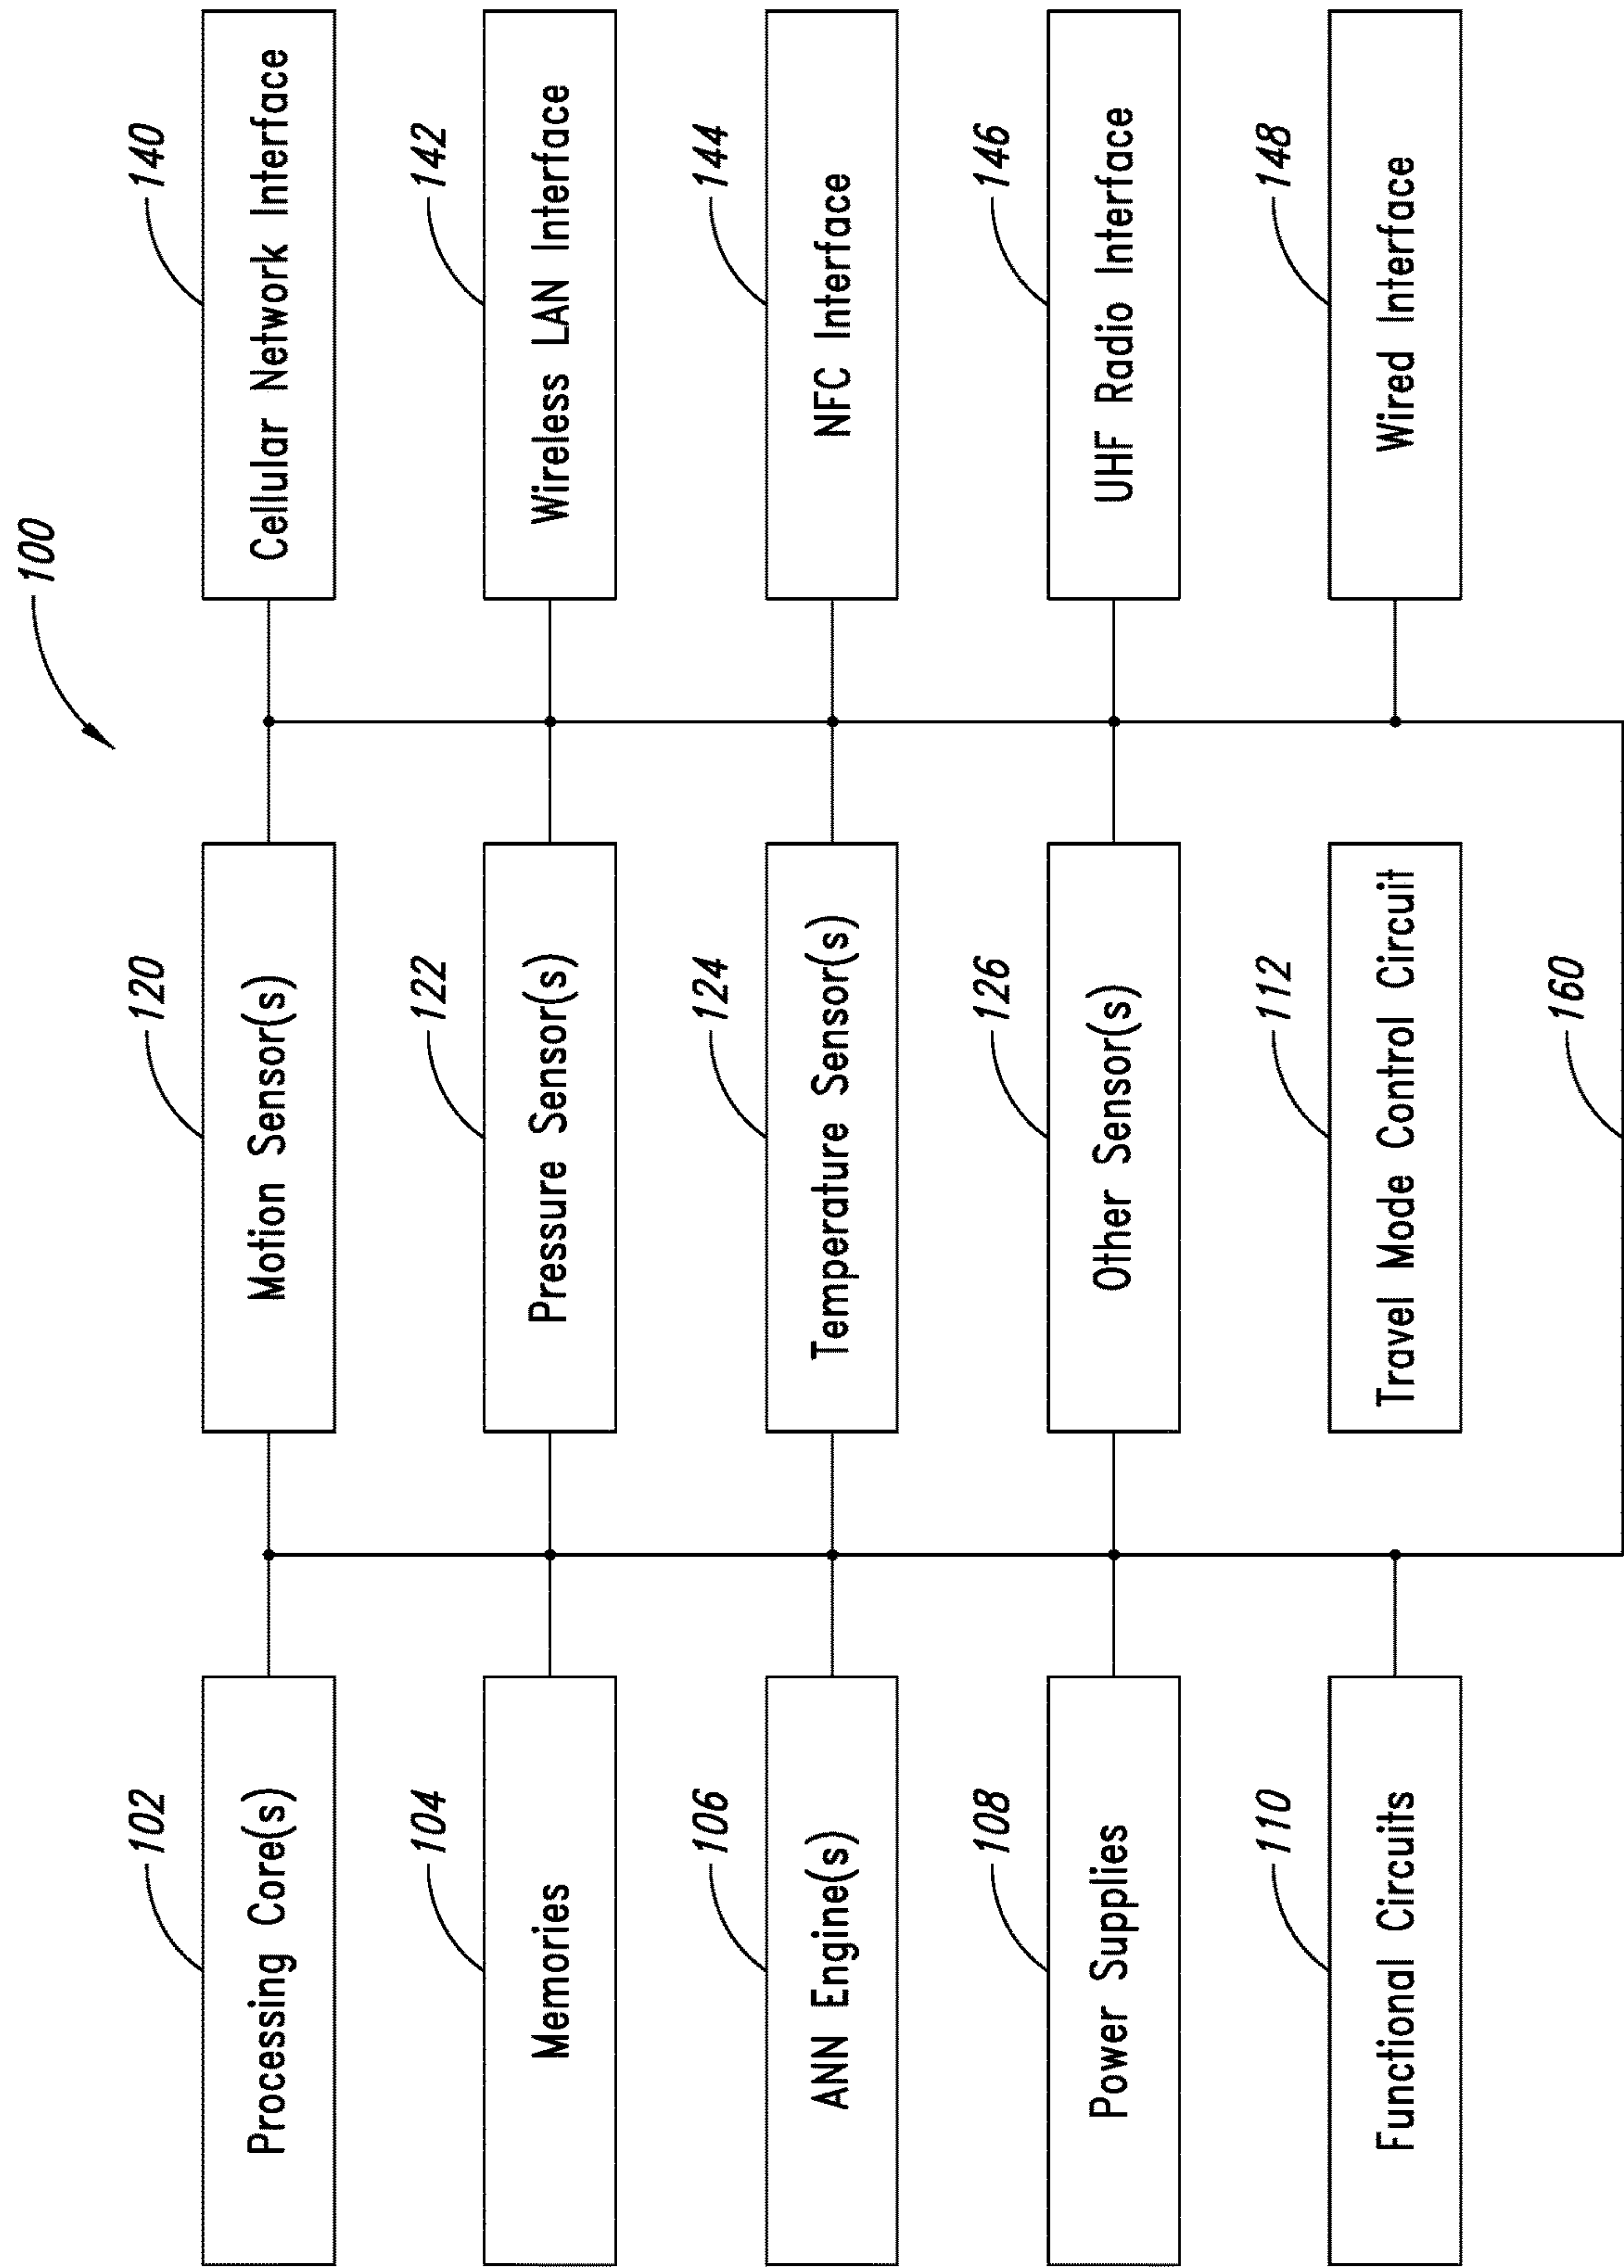 100
102
Processing Core(s)
120
Motion Sensor(s)
140
Cellular Network Interface
104
Memories
122
Pressure Sensor(s)
142
Wireless LAN Interface
106
ANN Engine(s)
124
Temperature Sensor(s)
144
NFC Interface
108
Power Supplies
126
Other Sensor(s)
146
UHF Radio Interface
110
Functional Circuits
112
Travel Mode Control Circuit
148
Wired Interface
160